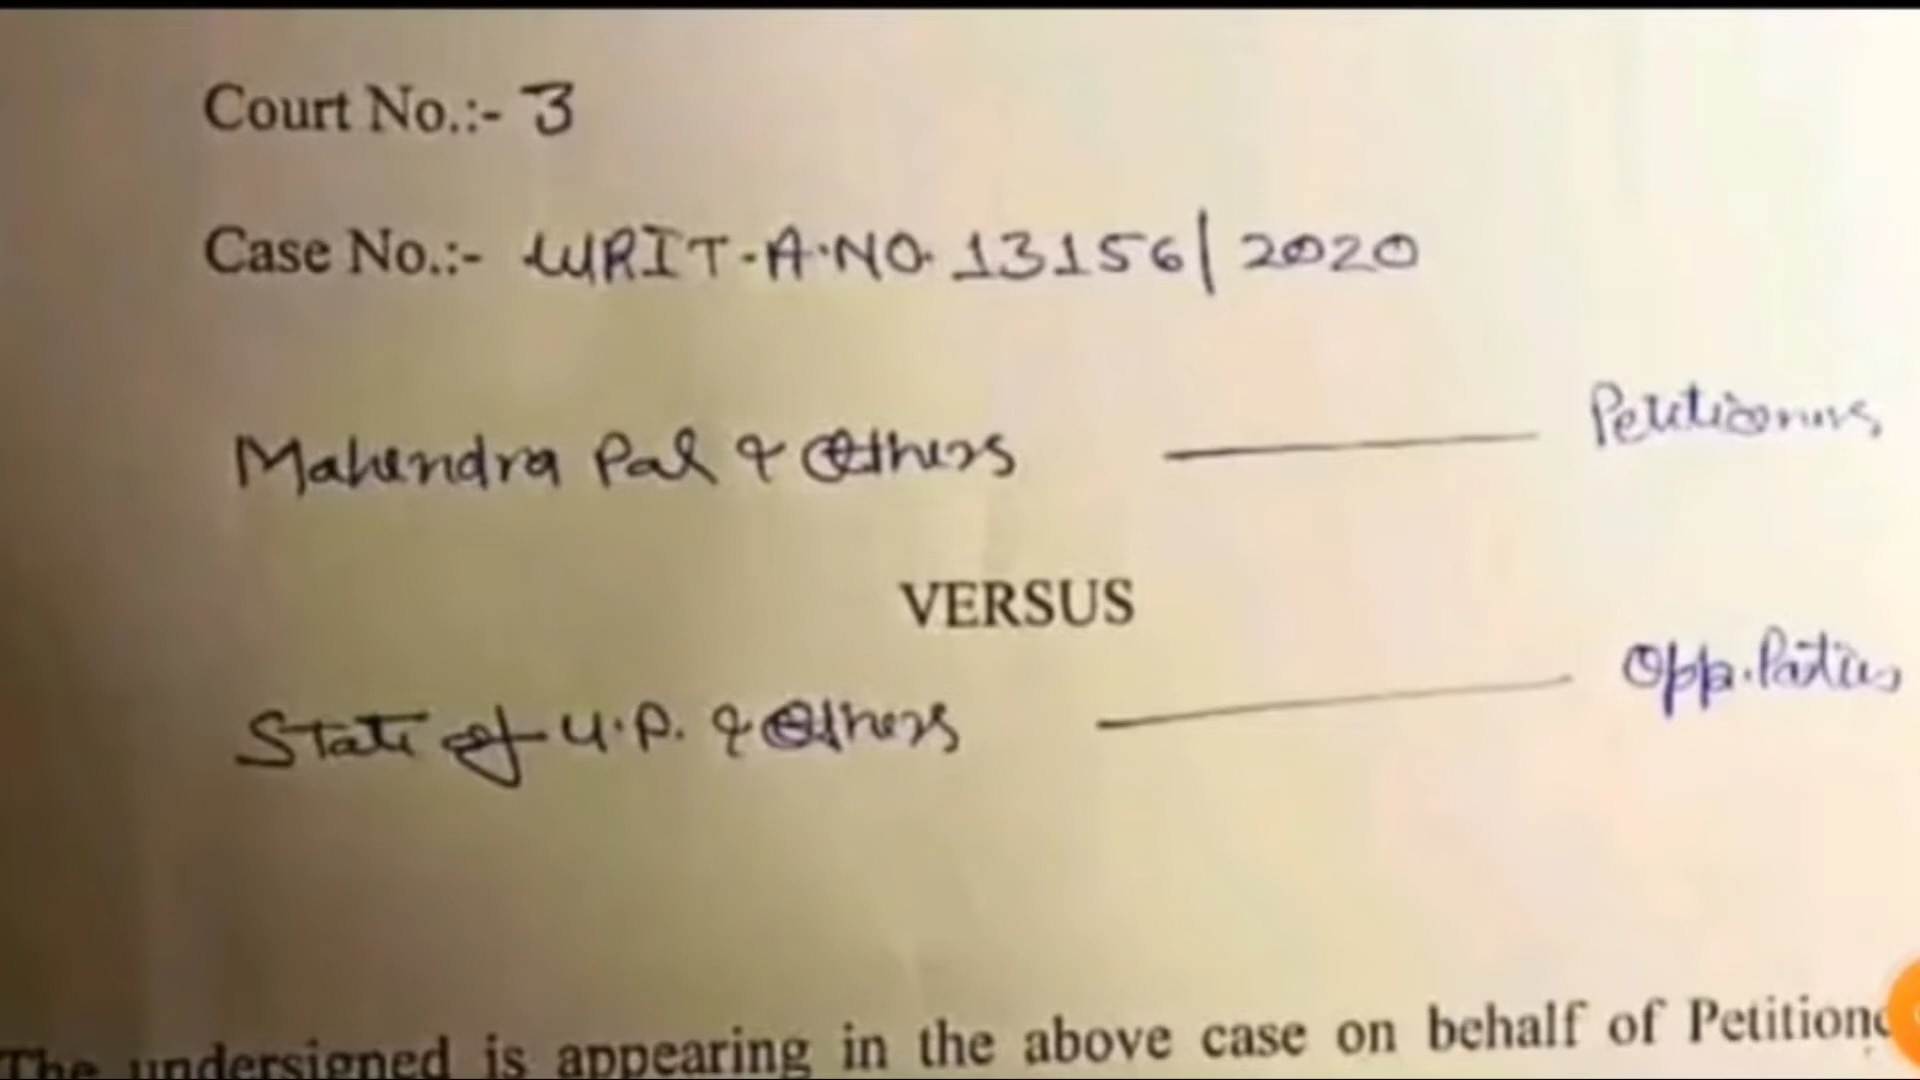 Court No.:- 3
Case No.:- WRIT-A-NO. 13156/2020
Mahendra Pal & Others Petitioners
VERSUS
State of U.P. & Others Opp. Parties
The undersigned is appearing in the above case on behalf of